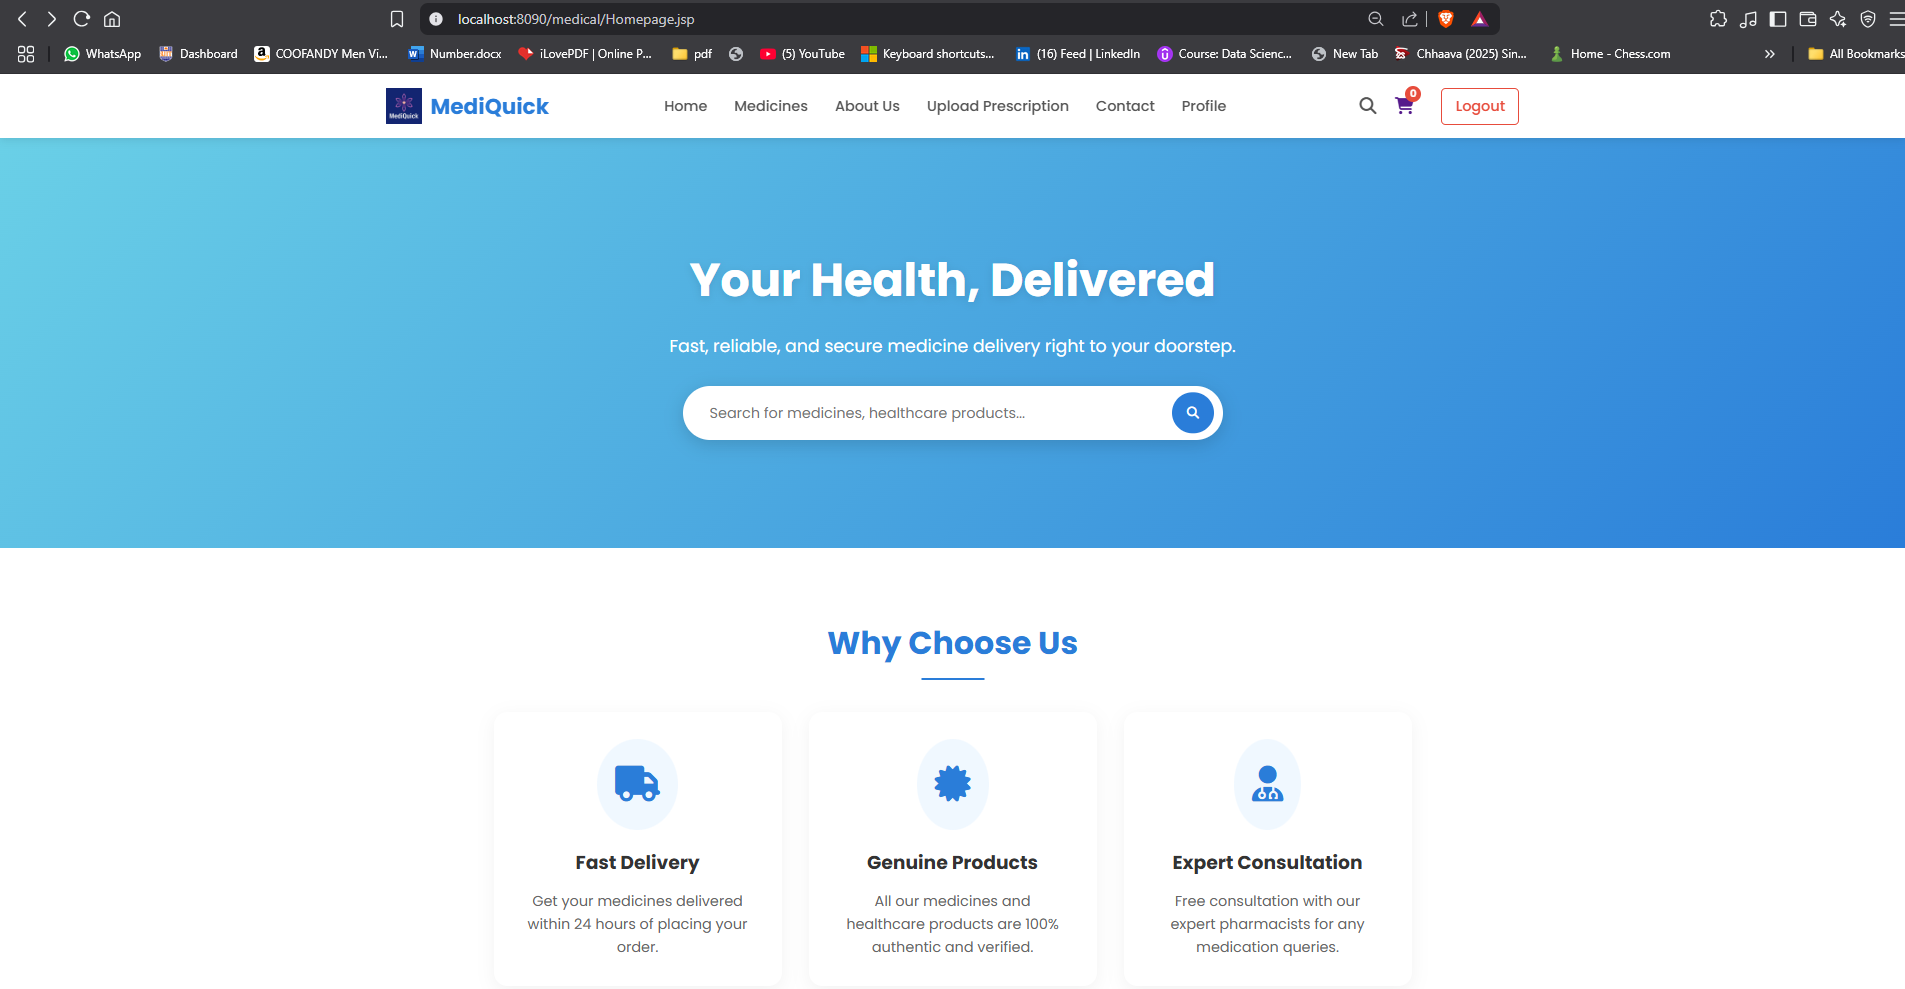 localhost:8090/medical/Homepage.jsp
WhatsApp
Dashboard
COOFANDY Men Vi...
Number.docx
iLovePDF | Online P...
pdf
(5) YouTube
Keyboard shortcuts...
(16) Feed | LinkedIn
Course: Data Scienc...
New Tab
Chhaava (2025) Sin...
Home - Chess.com
All Bookmarks
MediQuick
MediQuick
Home
Medicines
About Us
Upload Prescription
Contact
Profile
0
Logout
Your Health, Delivered
Fast, reliable, and secure medicine delivery right to your doorstep.
Search for medicines, healthcare products...
Why Choose Us
Fast Delivery
Get your medicines delivered
within 24 hours of placing your
order.
Genuine Products
All our medicines and
healthcare products are 100%
authentic and verified.
Expert Consultation
Free consultation with our
expert pharmacists for any
medication queries.